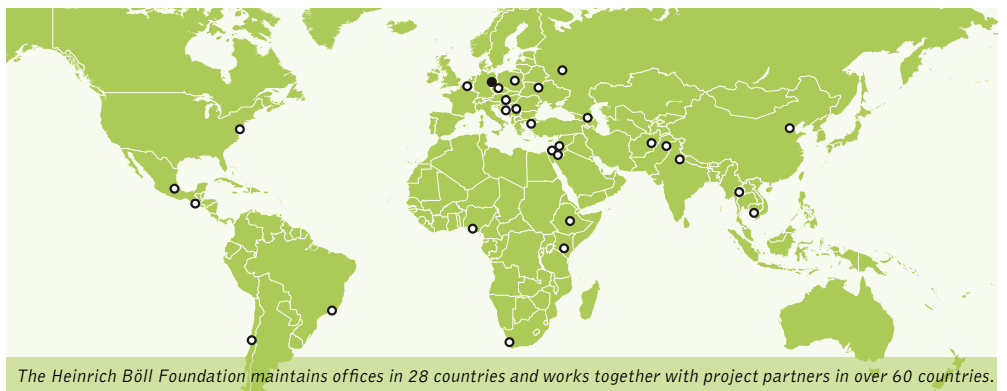 The Heinrich Böll Foundation maintains offices in 28 countries and works together with project partners in over 60 countries.